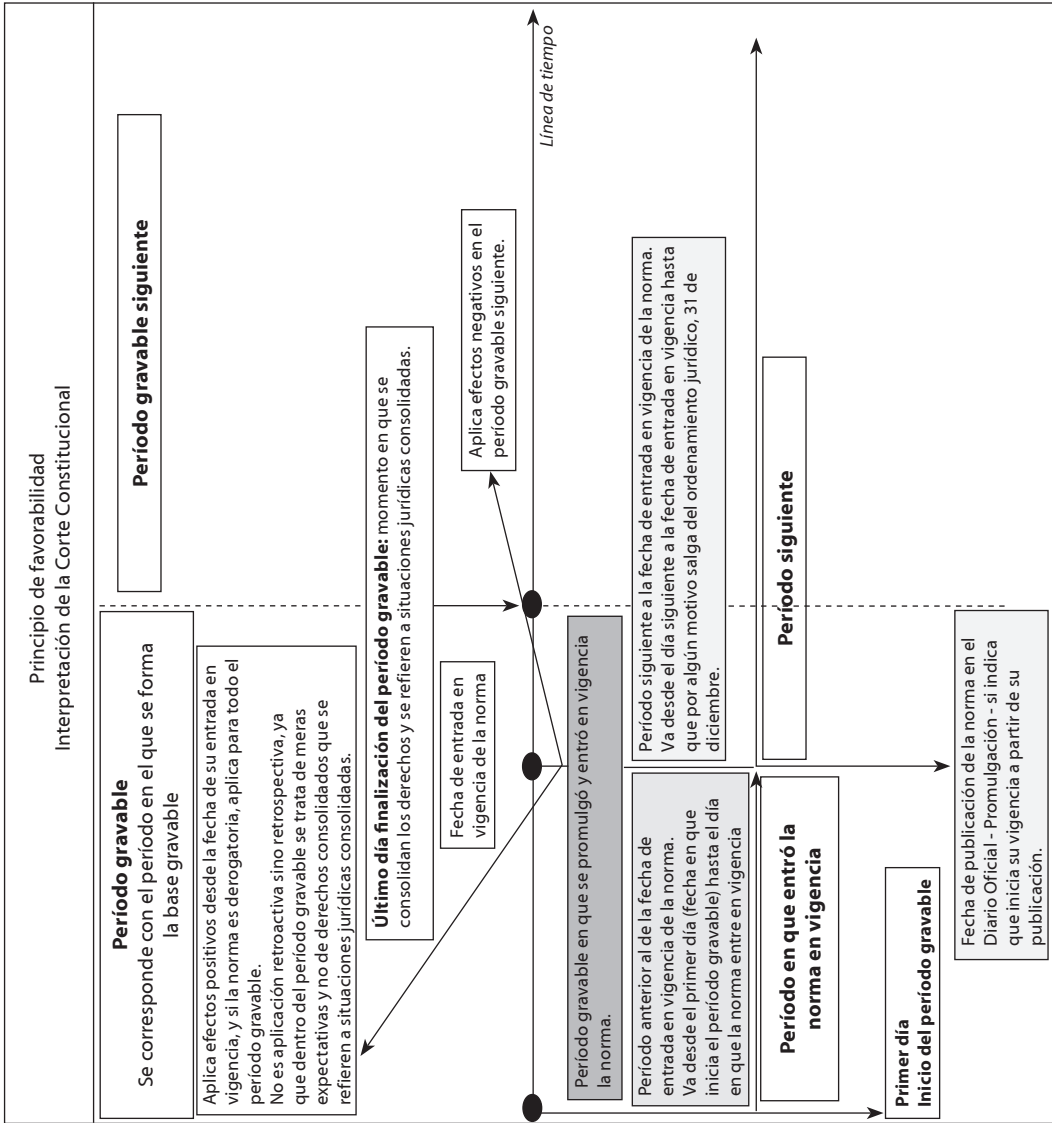 Principio de favorabilidad
Interpretación de la Corte Constitucional
Período gravable
Se corresponde con el período en el que se forma
la base gravable
Período gravable siguiente
Aplica efectos positivos desde la fecha de su entrada en
vigencia, y si la norma es derogatoria, aplica para todo el
período gravable.
No es aplicación retroactiva sino retrospectiva, ya
que dentro del período gravable se trata de meras
expectativas y no de derechos consolidados que se
refieren a situaciones jurídicas consolidadas.
Último día finalización del período gravable: momento en que se
consolidan los derechos y se refieren a situaciones jurídicas consolidadas.
Fecha de entrada en
vigencia de la norma
Aplica efectos negativos en el
período gravable siguiente.
Línea de tiempo
Período gravable en que se promulgó y entró en vigencia
la norma.
Período anterior al de la fecha de
entrada en vigencia de la norma.
Va desde el primer día (fecha en que
inicia el período gravable) hasta el día
en que la norma entre en vigencia
Período siguiente a la fecha de entrada en vigencia de la norma.
Va desde el día siguiente a la fecha de entrada en vigencia hasta
que por algún motivo salga del ordenamiento jurídico, 31 de
diciembre.
Período en que entró la
norma en vigencia
Período siguiente
Primer día
Inicio del período gravable
Fecha de publicación de la norma en el
Diario Oficial - Promulgación - si indica
que inicia su vigencia a partir de su
publicación.